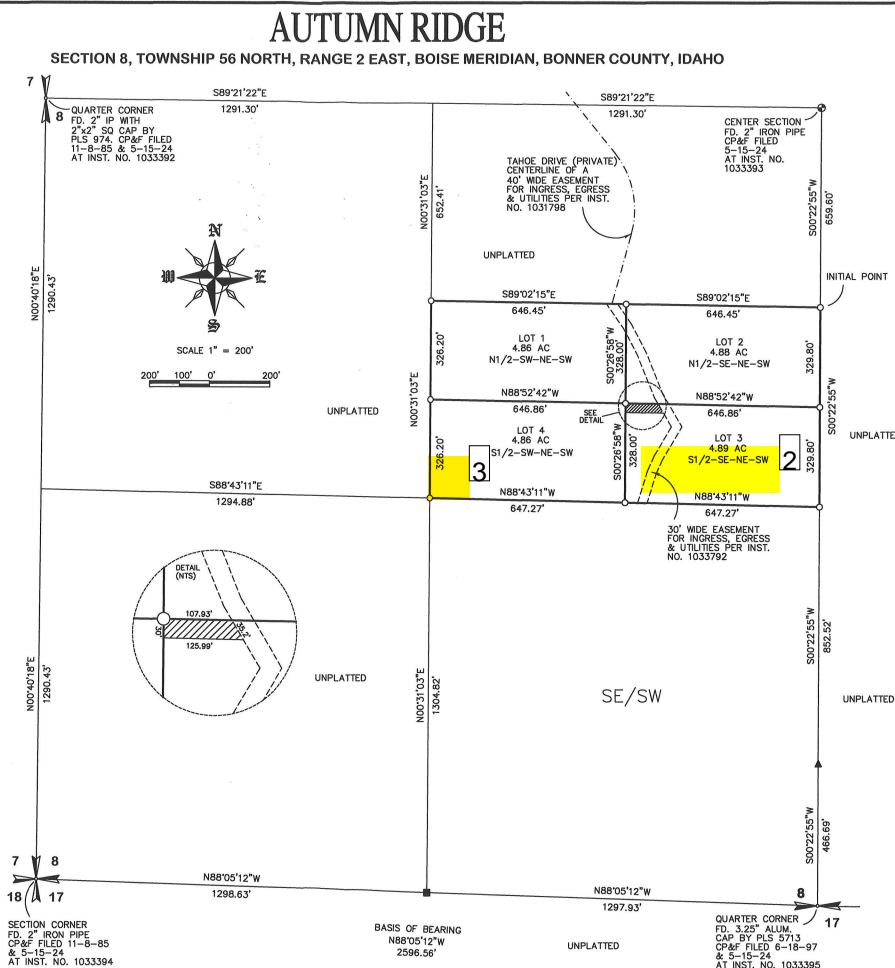 AUTUMN RIDGE
SECTION 8, TOWNSHIP 56 NORTH, RANGE 2 EAST, BOISE MERIDIAN, BONNER COUNTY, IDAHO
7
8
QUARTER CORNER
FD. 2" IP WITH
2"x2" SQ CAP BY
PLS 974. CP&F FILED
11-8-85 & 5-15-24
AT INST. NO. 1033392
S89°21'22"E
1291.30'
S89°21'22"E
1291.30'
CENTER SECTION
FD. 2" IRON PIPE
CP&F FILED
5-15-24
AT INST. NO.
1033393
TAHOE DRIVE (PRIVATE)
CENTERLINE OF A
40' WIDE EASEMENT
FOR INGRESS, EGRESS
& UTILITIES PER INST.
NO. 1031798
N00°31'03"E
652.41'
S00°22'55"W
659.60'
UNPLATTED
N
W
E
S
N00°40'18"E
1290.43'
INITIAL POINT
SCALE 1" = 200'
200' 100' 0' 200'
S89°02'15"E
646.45'
S89°02'15"E
646.45'
326.20'
LOT 1
4.86 AC
N1/2-SW-NE-SW
S00°26'58"W
328.00'
LOT 2
4.88 AC
N1/2-SE-NE-SW
329.80'
N00°31'03"E
N88°52'42"W
646.86'
N88°52'42"W
646.86'
S00°22'55"W
UNPLATTED
SEE
DETAIL
UNPLATTE
326.20'
LOT 4
4.86 AC
S1/2-SW-NE-SW
3
S00°26'58"W
328.00'
LOT 3
4.89 AC
S1/2-SE-NE-SW
2
329.80'
S88°43'11"E
1294.88'
N88°43'11"W
647.27'
N88°43'11"W
647.27'
30' WIDE EASEMENT
FOR INGRESS, EGRESS
& UTILITIES PER INST.
NO. 1033792
DETAIL
(NTS)
107.93'
30'
35.2'
125.99'
UNPLATTED
N00°40'18"E
1290.43'
N00°31'03"E
1304.82'
SE/SW
S00°22'55"W
852.52'
UNPLATTED
S00°22'55"W
466.69'
7 8
18 17
N88°05'12"W
1298.63'
N88°05'12"W
1297.93'
8
17
SECTION CORNER
FD. 2" IRON PIPE
CP&F FILED 11-8-85
& 5-15-24
AT INST. NO. 1033394
BASIS OF BEARING
N88°05'12"W
2596.56'
UNPLATTED
QUARTER CORNER
FD. 3.25" ALUM.
CAP BY PLS 5713
CP&F FILED 6-18-97
& 5-15-24
AT INST. NO. 1033395